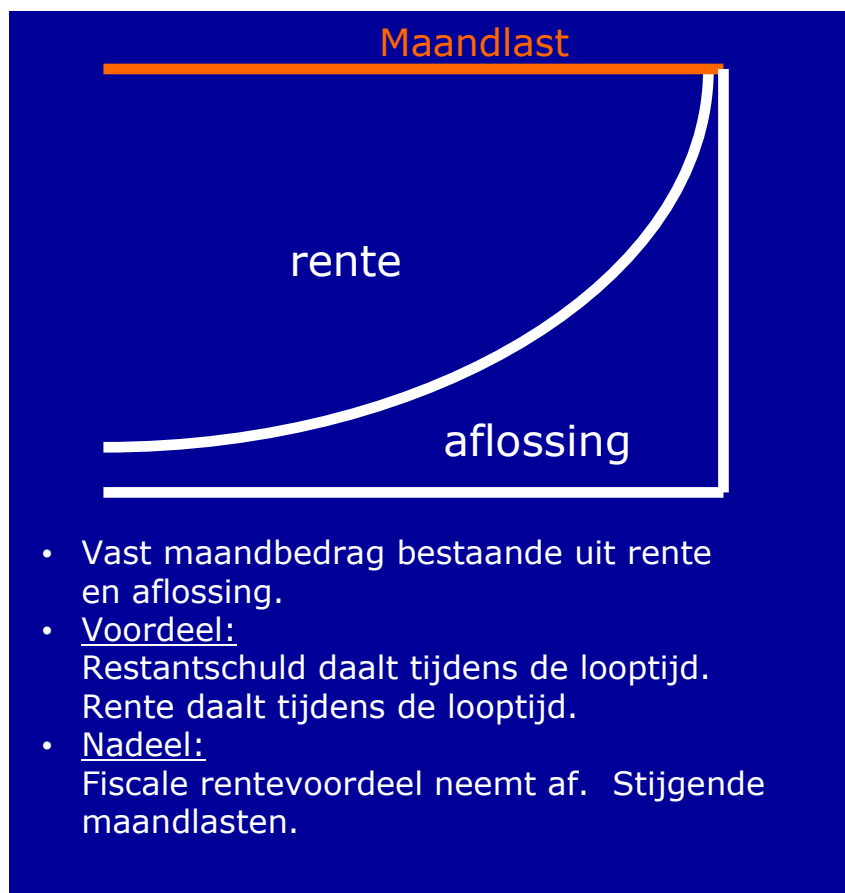 Maandlast
rente
aflossing
• Vast maandbedrag bestaande uit rente
en aflossing.
• Voordeel:
Restantschuld daalt tijdens de looptijd.
Rente daalt tijdens de looptijd.
• Nadeel:
Fiscale rentevoordeel neemt af.  Stijgende
maandlasten.